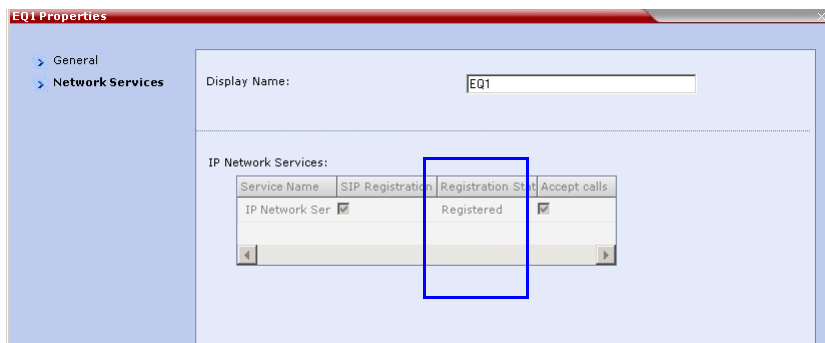 EQ1 Properties
General
Network Services
Display Name:
EQ1
IP Network Services:
Service Name SIP Registration Registration Stat Accept calls
IP Network Ser Registered